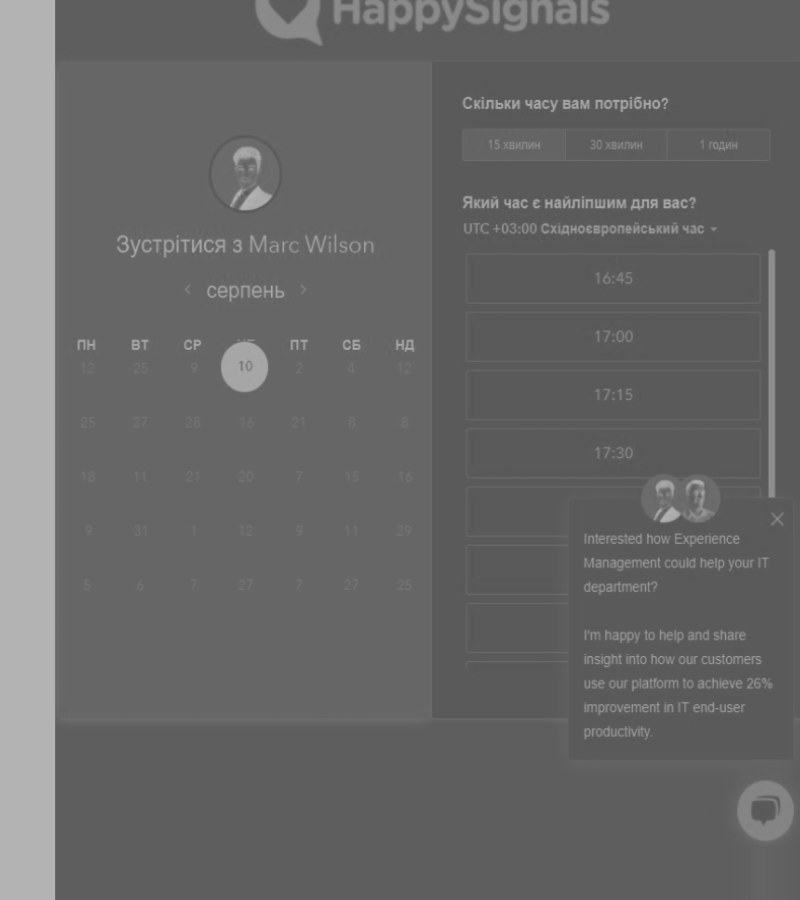 HappySignals
Зустрітися з Marc Wilson
серпень
ПН ВТ СР ПТ СБ НД
12 25 9 10 2 4 12
25 27 28 16 21 8 8
18 11 21 20 7 15 16
9 31 1 12 9 11 29
5 6 7 27 7 27 25
Скільки часу вам потрібно?
15 хвилин 30 хвилин 1 годин
Який час є найліпшим для вас?
UTC +03:00 Східноєвропейський час
16:45
17:00
17:15
17:30
Interested how Experience
Management could help your IT
department?
I'm happy to help and share
insight into how our customers
use our platform to achieve 26%
improvement in IT end-user
productivity.